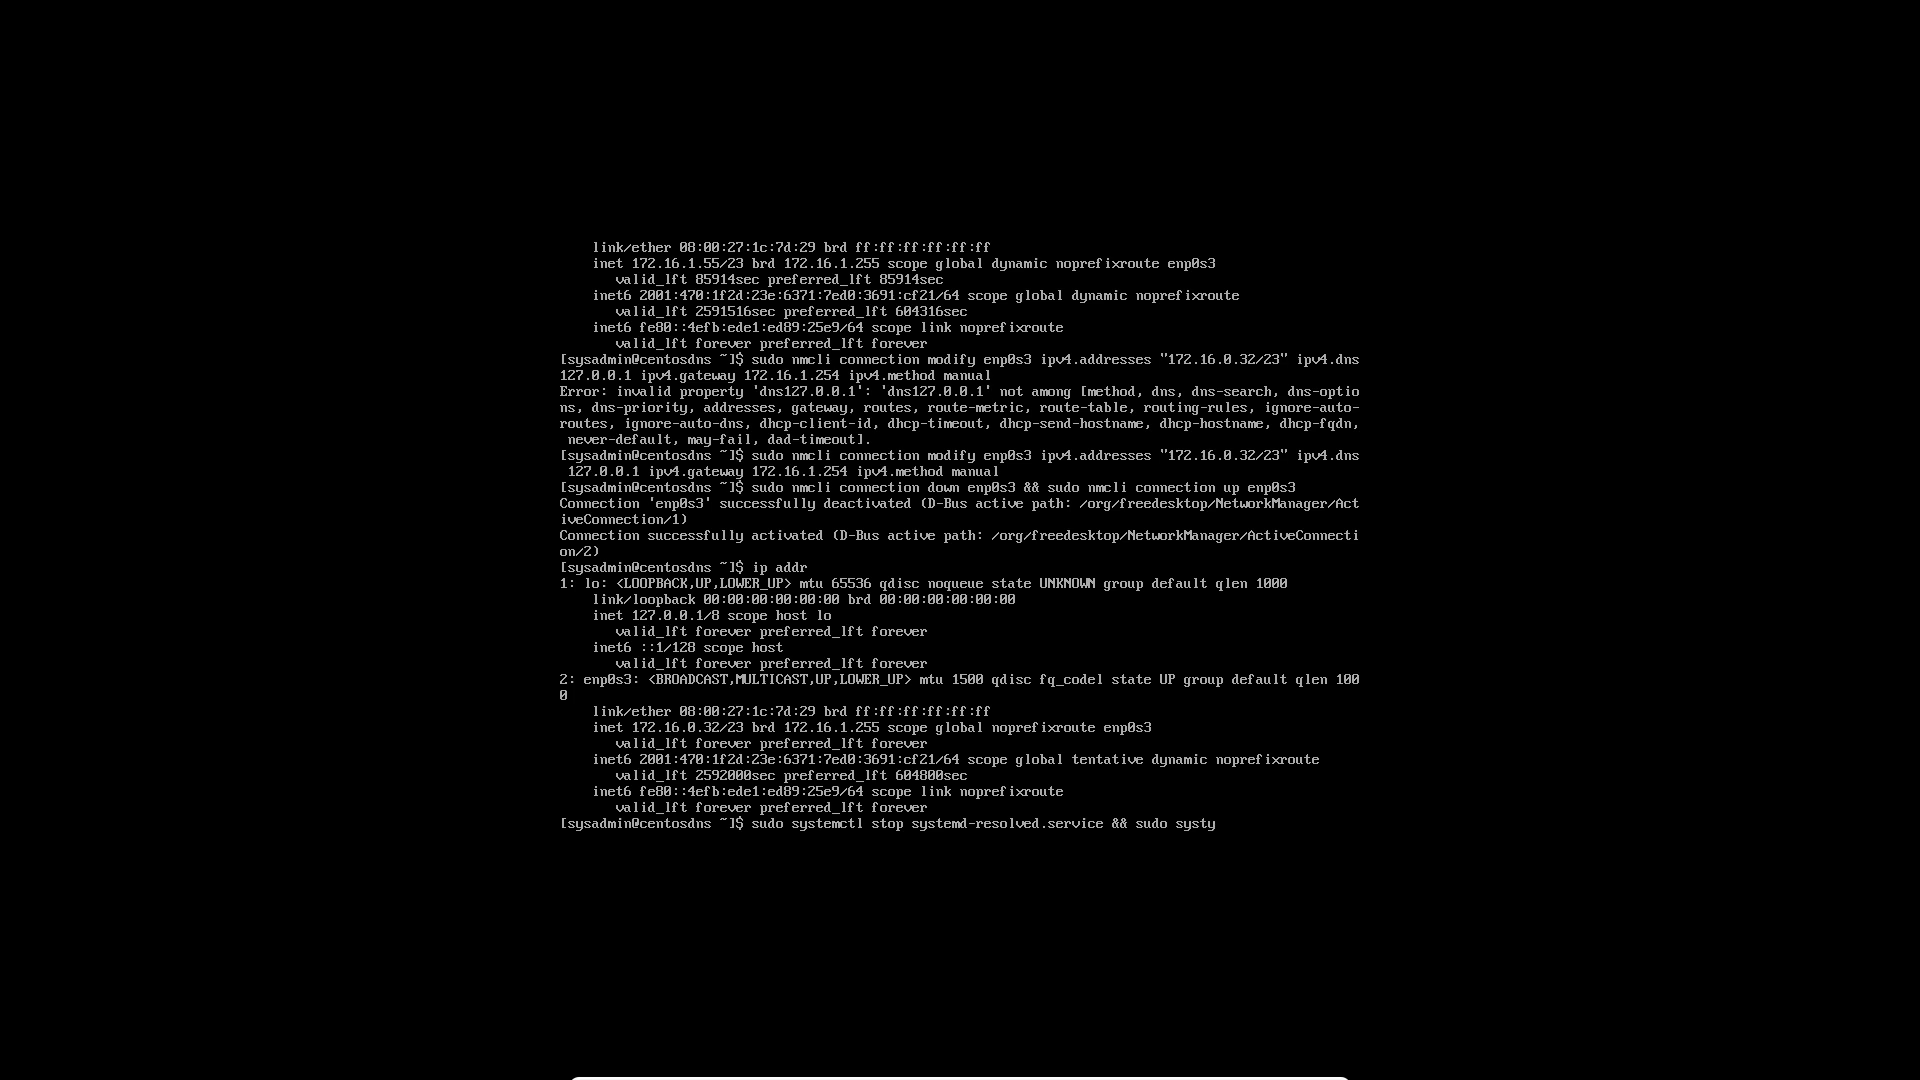 link/ether 08:00:27:1c:7d:29 brd ff:ff:ff:ff:ff:ff
inet 172.16.1.55/23 brd 172.16.1.255 scope global dynamic noprefixroute enp0s3
valid_lft 85914sec preferred_lft 85914sec
inet6 2001:470:1f2d:23e:6371:7ed0:3691:cf21/64 scope global dynamic noprefixroute
valid_lft 2591516sec preferred_lft 604316sec
inet6 fe80::4efb:ede1:ed89:25e9/64 scope link noprefixroute
valid_lft forever preferred_lft forever
[sysadmin@centosdns ~]$ sudo nmcli connection modify enp0s3 ipv4.addresses "172.16.0.32/23" ipv4.dns
127.0.0.1 ipv4.gateway 172.16.1.254 ipv4.method manual
Error: invalid property 'dns127.0.0.1': 'dns127.0.0.1' not among [method, dns, dns-search, dns-optio
ns, dns-priority, addresses, gateway, routes, route-metric, route-table, routing-rules, ignore-auto-
routes, ignore-auto-dns, dhcp-client-id, dhcp-timeout, dhcp-send-hostname, dhcp-hostname, dhcp-fqdn,
never-default, may-fail, dad-timeout].
[sysadmin@centosdns ~]$ sudo nmcli connection modify enp0s3 ipv4.addresses "172.16.0.32/23" ipv4.dns
127.0.0.1 ipv4.gateway 172.16.1.254 ipv4.method manual
[sysadmin@centosdns ~]$ sudo nmcli connection down enp0s3 && sudo nmcli connection up enp0s3
Connection 'enp0s3' successfully deactivated (D-Bus active path: /org/freedesktop/NetworkManager/Act
iveConnection/1)
Connection successfully activated (D-Bus active path: /org/freedesktop/NetworkManager/ActiveConnecti
on/2)
[sysadmin@centosdns ~]$ ip addr
1: lo: <LOOPBACK,UP,LOWER_UP> mtu 65536 qdisc noqueue state UNKNOWN group default qlen 1000
link/loopback 00:00:00:00:00:00 brd 00:00:00:00:00:00
inet 127.0.0.1/8 scope host lo
valid_lft forever preferred_lft forever
inet6 ::1/128 scope host
valid_lft forever preferred_lft forever
2: enp0s3: <BROADCAST,MULTICAST,UP,LOWER_UP> mtu 1500 qdisc fq_codel state UP group default qlen 100
0
link/ether 08:00:27:1c:7d:29 brd ff:ff:ff:ff:ff:ff
inet 172.16.0.32/23 brd 172.16.1.255 scope global noprefixroute enp0s3
valid_lft forever preferred_lft forever
inet6 2001:470:1f2d:23e:6371:7ed0:3691:cf21/64 scope global tentative dynamic noprefixroute
valid_lft 2592000sec preferred_lft 604800sec
inet6 fe80::4efb:ede1:ed89:25e9/64 scope link noprefixroute
valid_lft forever preferred_lft forever
[sysadmin@centosdns ~]$ sudo systemctl stop systemd-resolved.service && sudo systy